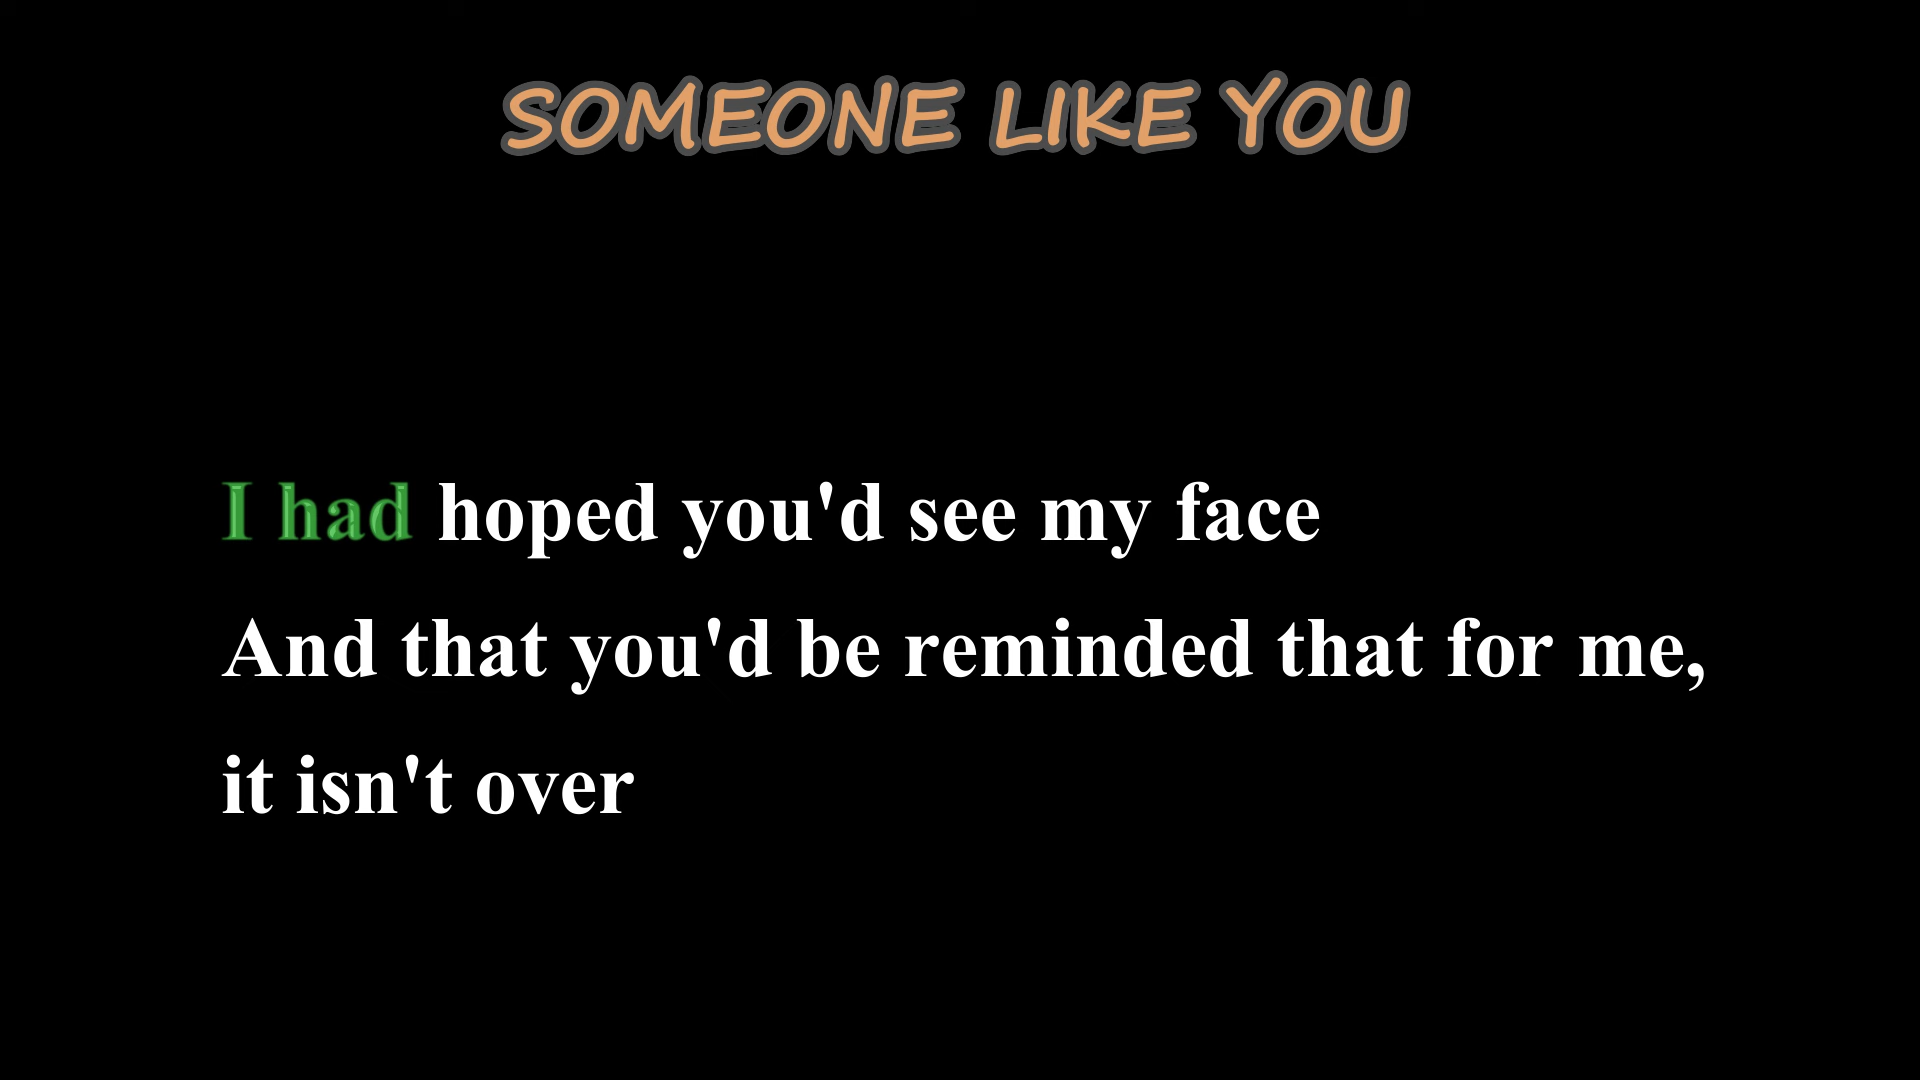 SOMEONE LIKE YOU
I had hoped you'd see my face
And that you'd be reminded that for me,
it isn't over